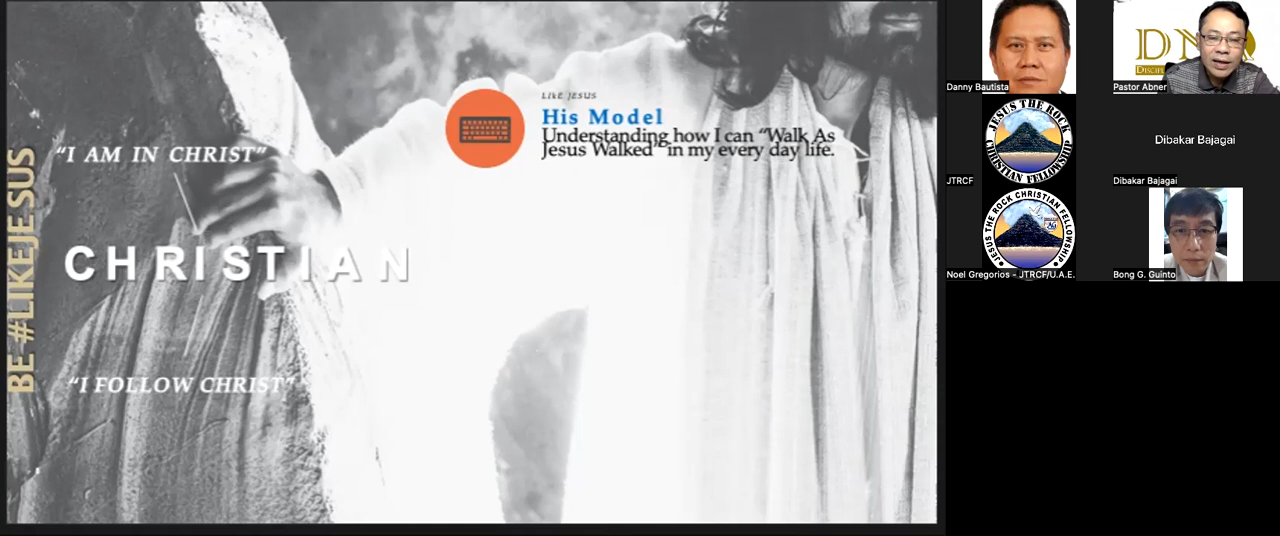 BE #LIKEJESUS
"I AM IN CHRIST"
CHRISTIAN
"I FOLLOW CHRIST"
LIKE JESUS
His Model
Understanding how I can "Walk As
Jesus Walked" in my every day life.
Danny Bautista
DN
Pastor Abner
JESUS THE ROCK
CHRISTIAN FELLOWSHIP
JTRCF
Dibakar Bajagai
Dibakar Bajagai
JESUS THE ROCK CHRISTIAN FELLOWSHIP
Noel Gregorios - JTRCF/U.A.E.
Bong G. Guinto